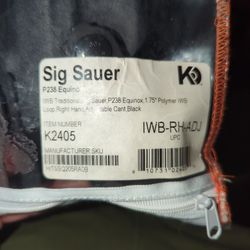 Sig Sauer
P238 Equinox
IWB Traditional Sauer,P238 Equinox,1.75" Polymer IWB
Loop,Right Hand,Adjustable Cant,Black
ITEM NUMBER
K2405
IWB-RH-ADJ
UPC
MANUFACTURER SKU